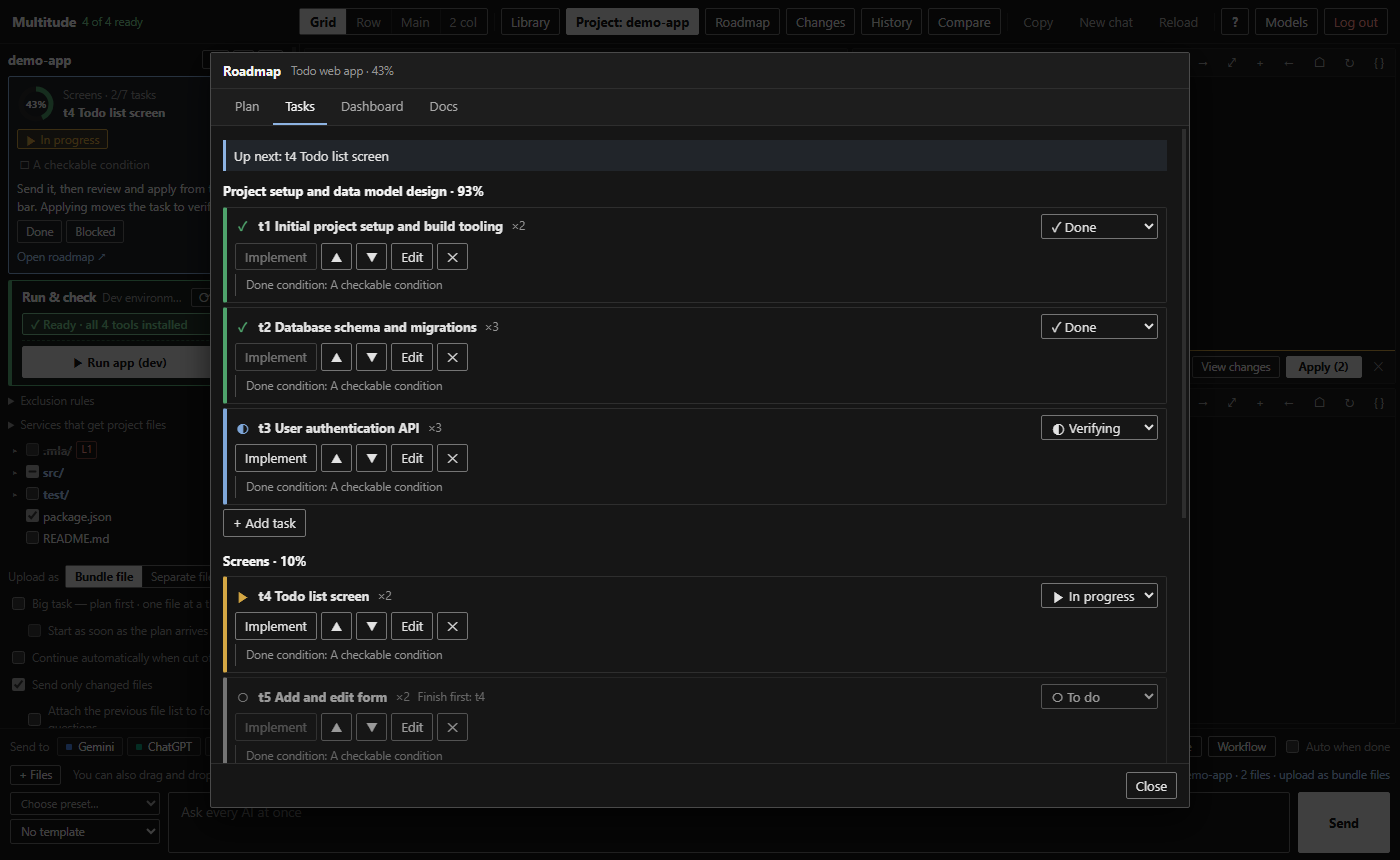 Multitude 4 of 4 ready
Grid Row Main 2 col Library Project: demo-app Roadmap Changes History Compare Copy New chat Reload ? Models Log out
demo-app
43%
Screens · 2/7 tasks
t4 Todo list screen
▶ In progress
☐ A checkable condition
Send it, then review and apply from
bar. Applying moves the task to
Done Blocked
Open roadmap ↗
Run & check Dev environm...
✓ Ready · all 4 tools installed
▶ Run app (dev)
▶ Exclusion rules
▶ Services that get project files
.mla/ L1
src/
test/
package.json
README.md
Upload as Bundle file Separate
Big task — plan first · one file at a
Start as soon as the plan arrives
Continue automatically when cut
Send only changed files
Attach the previous file list to
Roadmap Todo web app · 43%
Plan Tasks Dashboard Docs
Up next: t4 Todo list screen
Project setup and data model design · 93%
✓ t1 Initial project setup and build tooling ×2 ✓ Done
Implement ▲ ▼ Edit ✕
Done condition: A checkable condition
✓ t2 Database schema and migrations ×3 ✓ Done
Implement ▲ ▼ Edit ✕
Done condition: A checkable condition
◐ t3 User authentication API ×3 ◐ Verifying
Implement ▲ ▼ Edit ✕
Done condition: A checkable condition
+ Add task
Screens · 10%
▶ t4 Todo list screen ×2 ▶ In progress
Implement ▲ ▼ Edit ✕
Done condition: A checkable condition
○ t5 Add and edit form ×2 Finish first: t4 ○ To do
Implement ▲ ▼ Edit ✕
Done condition: A checkable condition
Close
View changes Apply (2) ✕
Send to Gemini ChatGPT Workflow Auto when done
+ Files You can also drag and drop
emo-app · 2 files · upload as bundle files
Choose preset...
No template
Ask every AI at once
Send